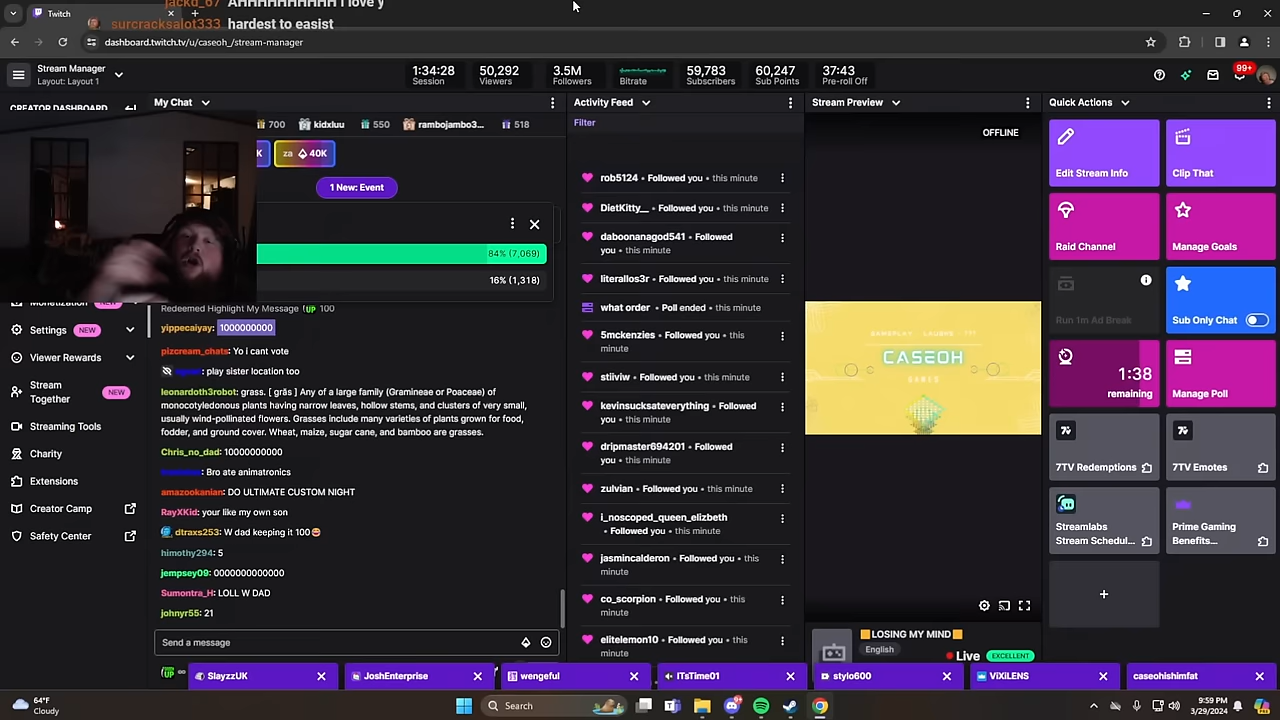 jackd_67 AHHHHHHHHHH I love y
surcracksalot333 hardest to easist
Twitch
dashboard.twitch.tv/u/caseoh_/stream-manager
Stream Manager
Layout: Layout 1
1:34:28
Session
50,292
Viewers
3.5M
Followers
Bitrate
59,783
Subscribers
60,247
Sub Points
37:43
Pre-roll Off
99+
CREATOR DASHBOARD
Monetization NEW
Settings NEW
Viewer Rewards
Stream
Together NEW
Streaming Tools
Charity
Extensions
Creator Camp
Safety Center
My Chat
700 kidxluu 550 rambojambo3... 518
K za 40K
1 New: Event
84% (7,069)
16% (1,318)
Redeemed Highlight My Message 100
yippecaiyay: 1000000000
pizcream_chats: Yo i cant vote
: play sister location too
leonardoth3robot: grass. [ grăs ] Any of a large family (Gramineae or Poaceae) of
monocotyledonous plants having narrow leaves, hollow stems, and clusters of very small,
usually wind-pollinated flowers. Grasses include many varieties of plants grown for food,
fodder, and ground cover. Wheat, maize, sugar cane, and bamboo are grasses.
Chris_no_dad: 10000000000
: Bro ate animatronics
amazookanian: DO ULTIMATE CUSTOM NIGHT
RayXKid: your like my own son
dtraxs253: W dad keeping it 100
himothy294: 5
jempsey09: 0000000000000
Sumontra_H: LOLL W DAD
johnyr55: 21
Send a message
Activity Feed
Filter
rob5124 • Followed you • this minute
DietKitty__ • Followed you • this minute
daboonanagod541 • Followed
you • this minute
literallos3r • Followed you • this minute
what order • Poll ended • this minute
5mckenzies • Followed you • this
minute
stiiviw • Followed you • this minute
kevinsucksateverything • Followed
you • this minute
dripmaster694201 • Followed
you • this minute
zulvian • Followed you • this minute
i_noscoped_queen_elizbeth
• Followed you • this minute
jasmincalderon • Followed you • this
minute
co_scorpion • Followed you • this
minute
elitelemon10 • Followed you • this
minute
Stream Preview
OFFLINE
GAMEPLAY
CASEOH
LOSING MY MIND
English
Live EXCELLENT
Quick Actions
Edit Stream Info
Clip That
Raid Channel
Manage Goals
Run 1m Ad Break
Sub Only Chat
1:38
remaining
Manage Poll
7TV Redemptions
7TV Emotes
Streamlabs
Stream Schedul...
Prime Gaming
Benefits...
SlayzzUK
JoshEnterprise
wengeful
ITsTime01
stylo600
VIXiLENS
caseohishimfat
64°F
Cloudy
Search
9:59 PM
3/29/2024